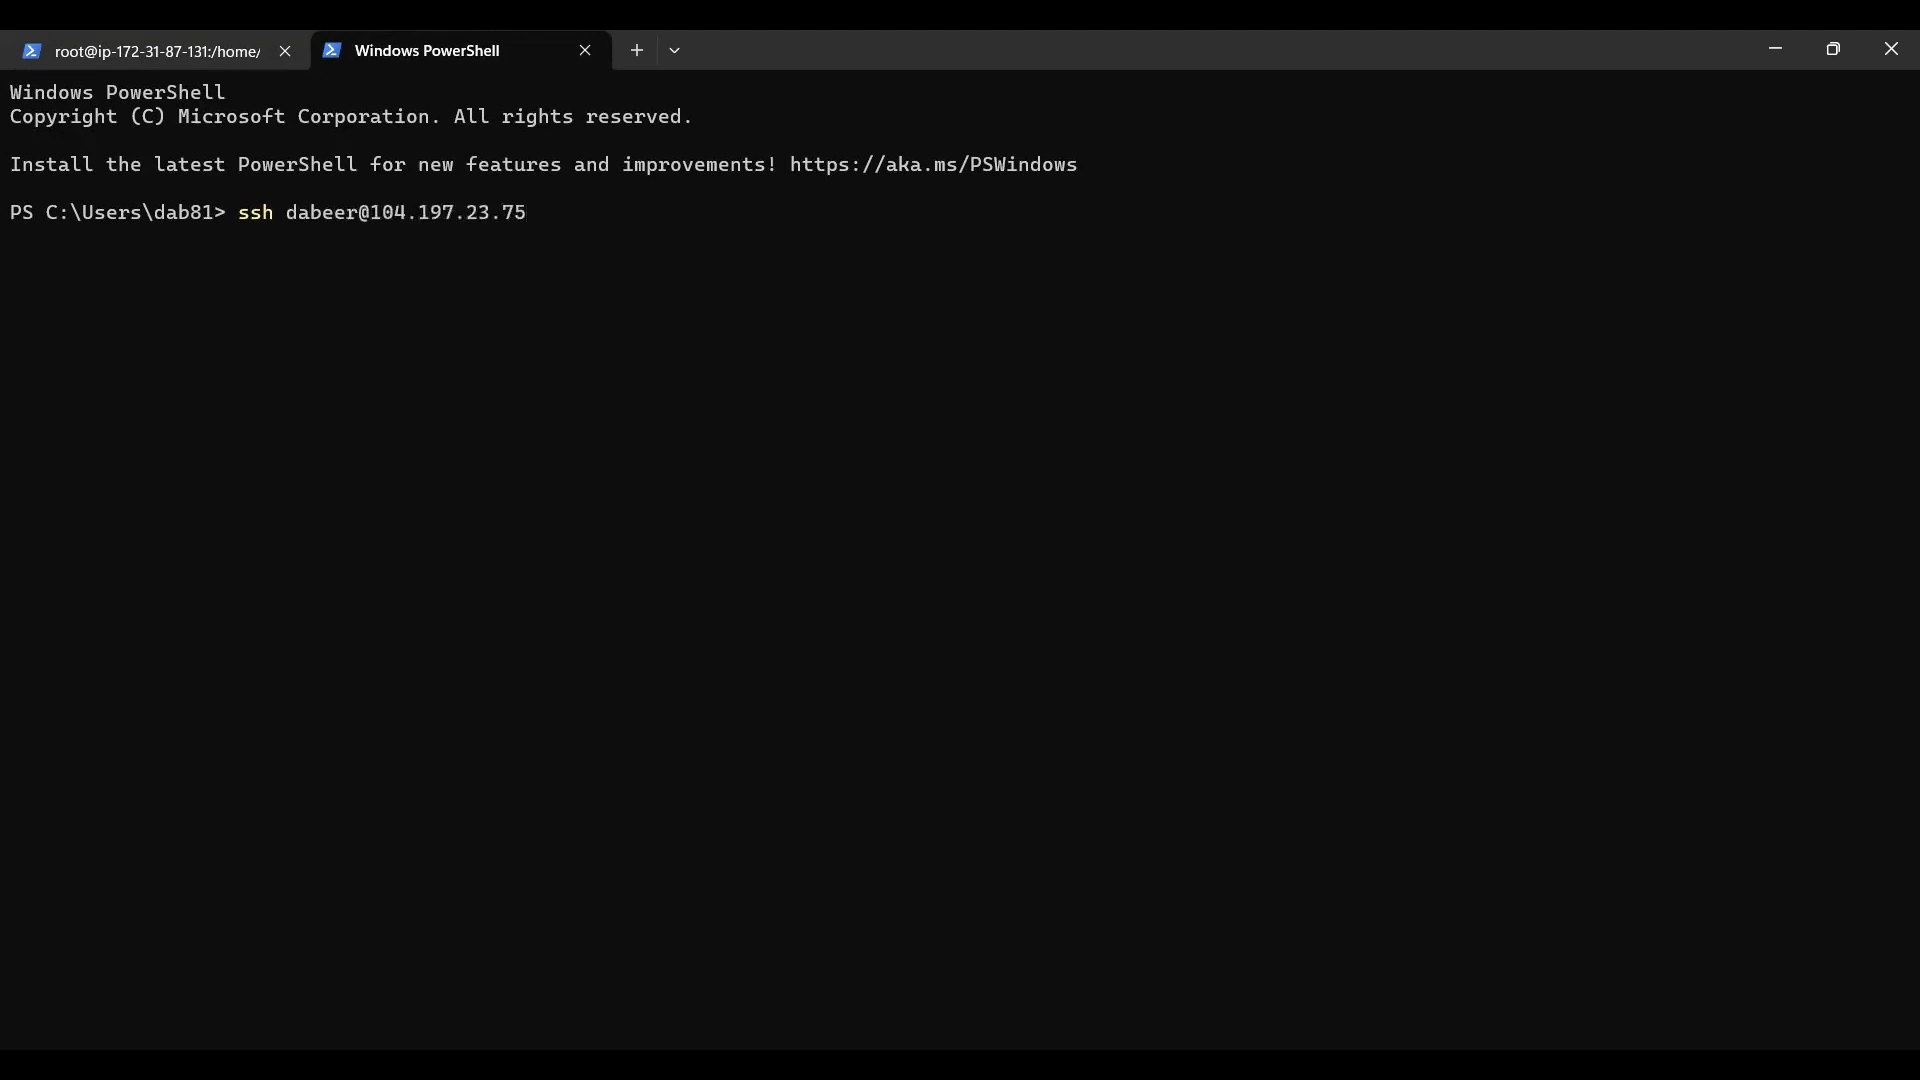 root@ip-172-31-87-131:/home/
Windows PowerShell
Windows PowerShell
Copyright (C) Microsoft Corporation. All rights reserved.
Install the latest PowerShell for new features and improvements! https://aka.ms/PSWindows
PS C:\Users\dab81> ssh dabeer@104.197.23.75